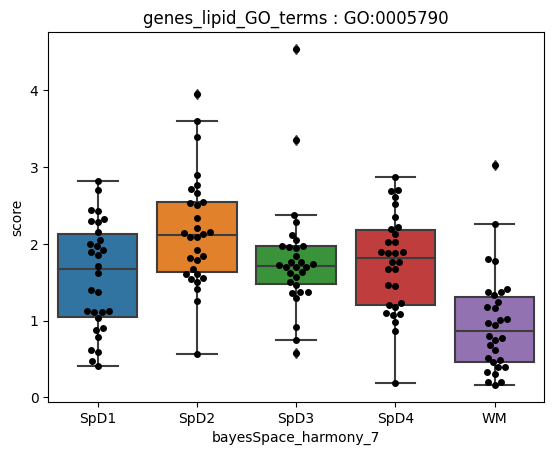 genes_lipid_GO_terms : GO:0005790
score
4
3
2
1
0
SpD1 SpD2 SpD3 SpD4 WM
bayesSpace_harmony_7